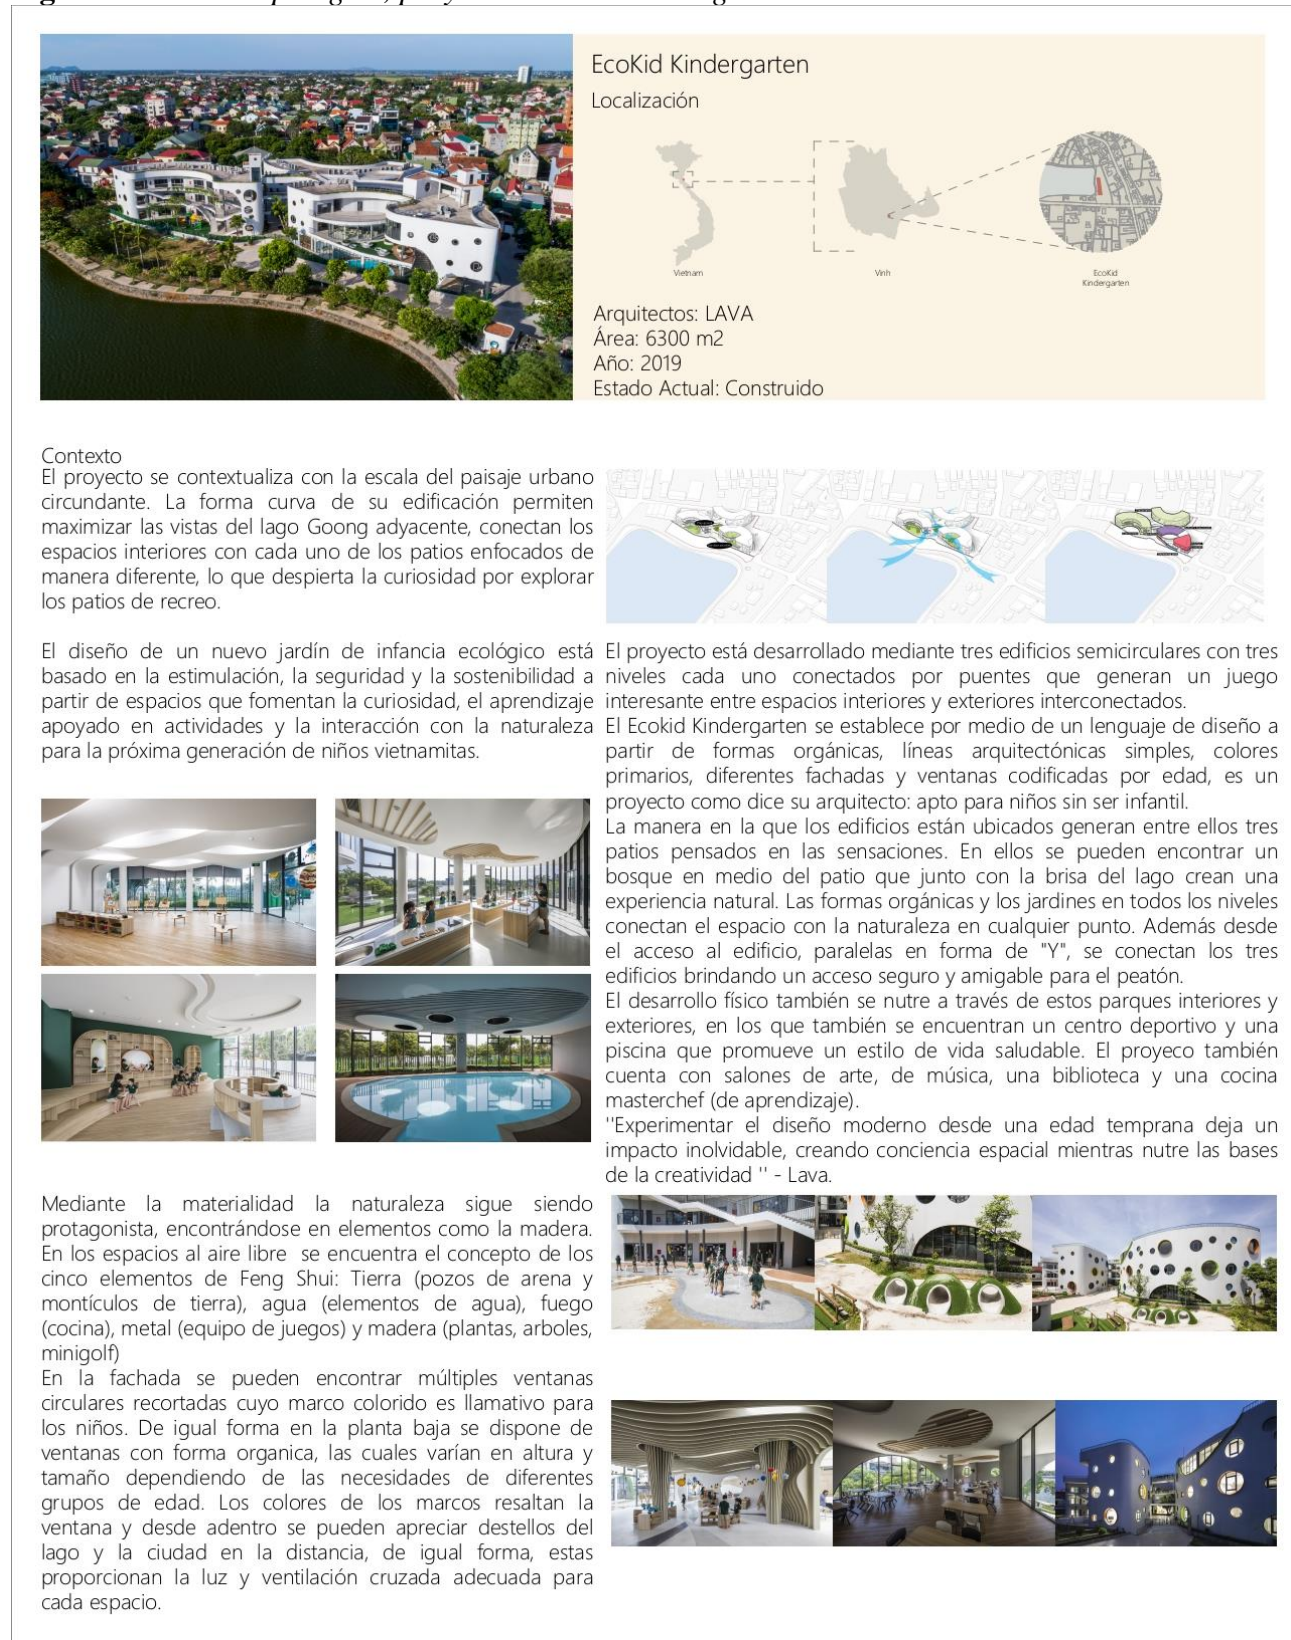 EcoKid Kindergarten
Localización
Vietnam
Vinh
EcoKid
Kindergarten
Arquitectos: LAVA
Área: 6300 m2
Año: 2019
Estado Actual: Construido
Contexto
El proyecto se contextualiza con la escala del paisaje urbano
circundante. La forma curva de su edificación permiten
maximizar las vistas del lago Goong adyacente, conectan los
espacios interiores con cada uno de los patios enfocados de
manera diferente, lo que despierta la curiosidad por explorar
los patios de recreo.
El diseño de un nuevo jardín de infancia ecológico está
basado en la estimulación, la seguridad y la sostenibilidad a
partir de espacios que fomentan la curiosidad, el aprendizaje
apoyado en actividades y la interacción con la naturaleza
para la próxima generación de niños vietnamitas.
El proyecto está desarrollado mediante tres edificios semicirculares con tres
niveles cada uno conectados por puentes que generan un juego
interesante entre espacios interiores y exteriores interconectados.
El Ecokid Kindergarten se establece por medio de un lenguaje de diseño a
partir de formas orgánicas, líneas arquitectónicas simples, colores
primarios, diferentes fachadas y ventanas codificadas por edad, es un
proyecto como dice su arquitecto: apto para niños sin ser infantil.
La manera en la que los edificios están ubicados generan entre ellos tres
patios pensados en las sensaciones. En ellos se pueden encontrar un
bosque en medio del patio que junto con la brisa del lago crean una
experiencia natural. Las formas orgánicas y los jardines en todos los niveles
conectan el espacio con la naturaleza en cualquier punto. Además desde
el acceso al edificio, paralelas en forma de "Y", se conectan los tres
edificios brindando un acceso seguro y amigable para el peatón.
El desarrollo físico también se nutre a través de estos parques interiores y
exteriores, en los que también se encuentran un centro deportivo y una
piscina que promueve un estilo de vida saludable. El proyeco también
cuenta con salones de arte, de música, una biblioteca y una cocina
masterchef (de aprendizaje).
''Experimentar el diseño moderno desde una edad temprana deja un
impacto inolvidable, creando conciencia espacial mientras nutre las bases
de la creatividad '' - Lava.
Mediante la materialidad la naturaleza sigue siendo
protagonista, encontrándose en elementos como la madera.
En los espacios al aire libre se encuentra el concepto de los
cinco elementos de Feng Shui: Tierra (pozos de arena y
montículos de tierra), agua (elementos de agua), fuego
(cocina), metal (equipo de juegos) y madera (plantas, arboles,
minigolf)
En la fachada se pueden encontrar múltiples ventanas
circulares recortadas cuyo marco colorido es llamativo para
los niños. De igual forma en la planta baja se dispone de
ventanas con forma organica, las cuales varían en altura y
tamaño dependiendo de las necesidades de diferentes
grupos de edad. Los colores de los marcos resaltan la
ventana y desde adentro se pueden apreciar destellos del
lago y la ciudad en la distancia, de igual forma, estas
proporcionan la luz y ventilación cruzada adecuada para
cada espacio.